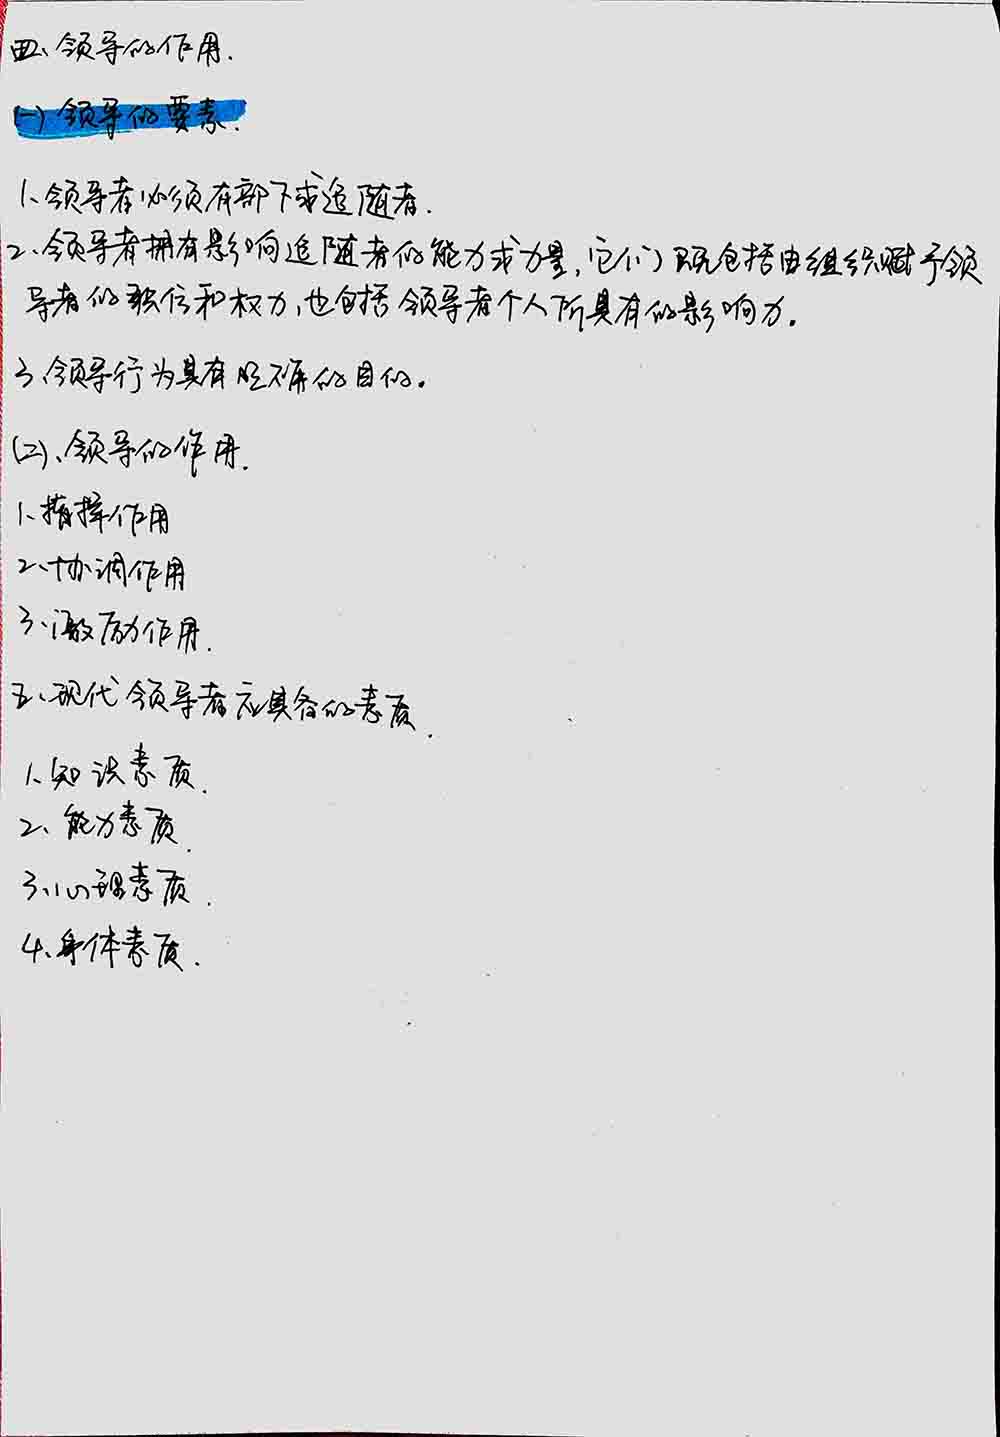 四、领导的作用.
(一)领导的要素.
1、领导者必须有部下或追随者.
2、领导者拥有影响追随者的能力或力量,它们既包括由组织赋予领
导者的职位和权力,也包括领导者个人所具有的影响力。
3、领导行为具有明确的目的。
(二)、领导的作用.
1、指挥作用
2、协调作用
3、激励作用.
五、现代领导者应具备的素质.
1、知识素质.
2、能力素质.
3、心理素质.
4、身体素质.